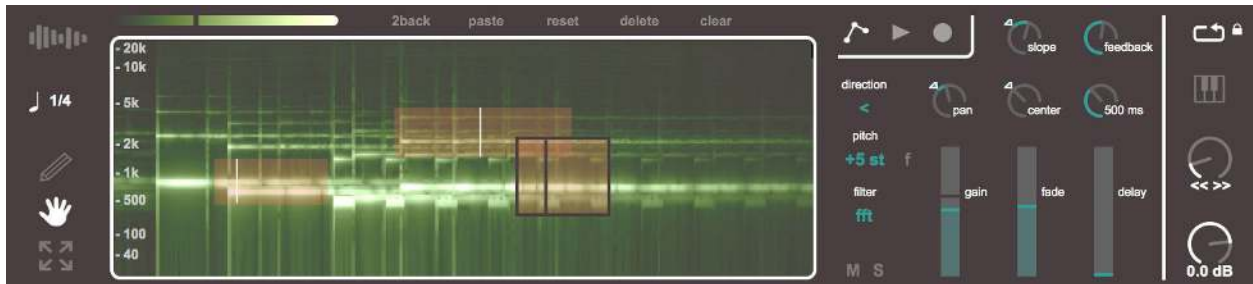 2back paste reset delete clear
1/4
- 20k
- 10k
- 5k
- 2k
- 1k
- 500
- 100
- 40
direction
<
pitch
+5 st f
filter
fft
M S
slope feedback
pan center 500 ms
gain fade delay
<< >>
0.0 dB